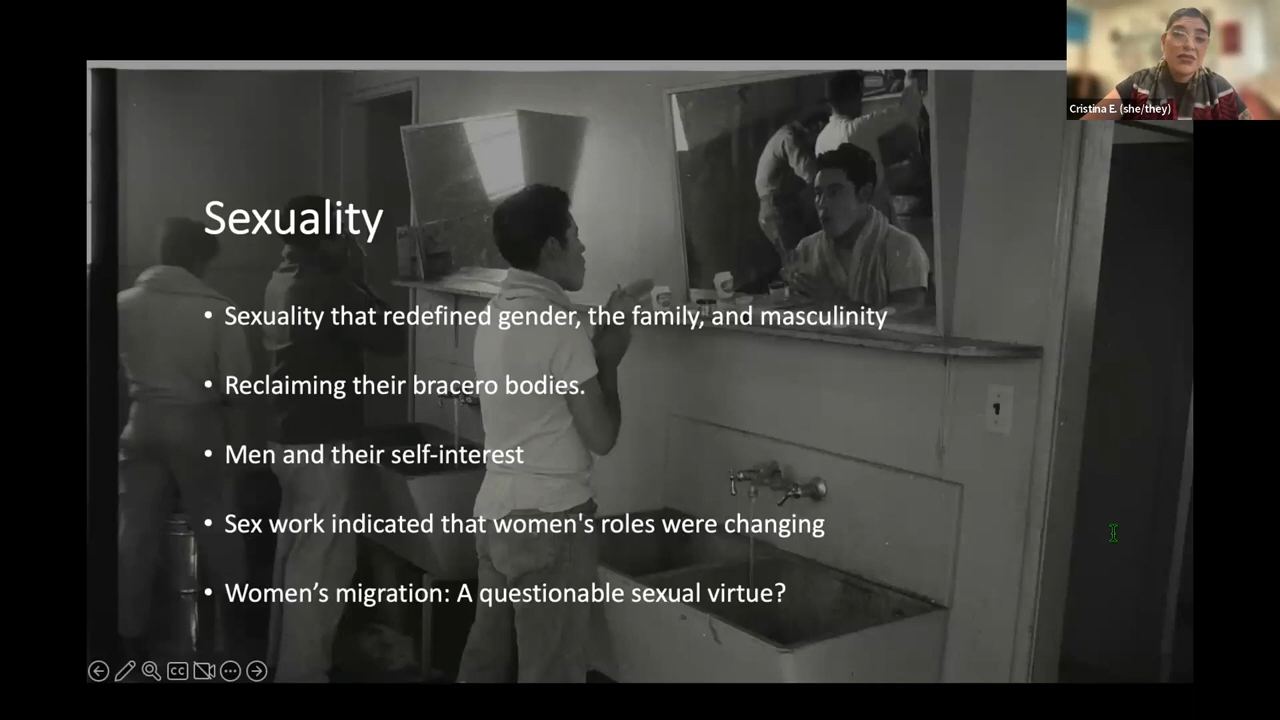 Cristina E. (she/they)
Sexuality
• Sexuality that redefined gender, the family, and masculinity
• Reclaiming their bracero bodies.
• Men and their self-interest
• Sex work indicated that women's roles were changing
• Women’s migration: A questionable sexual virtue?
CC